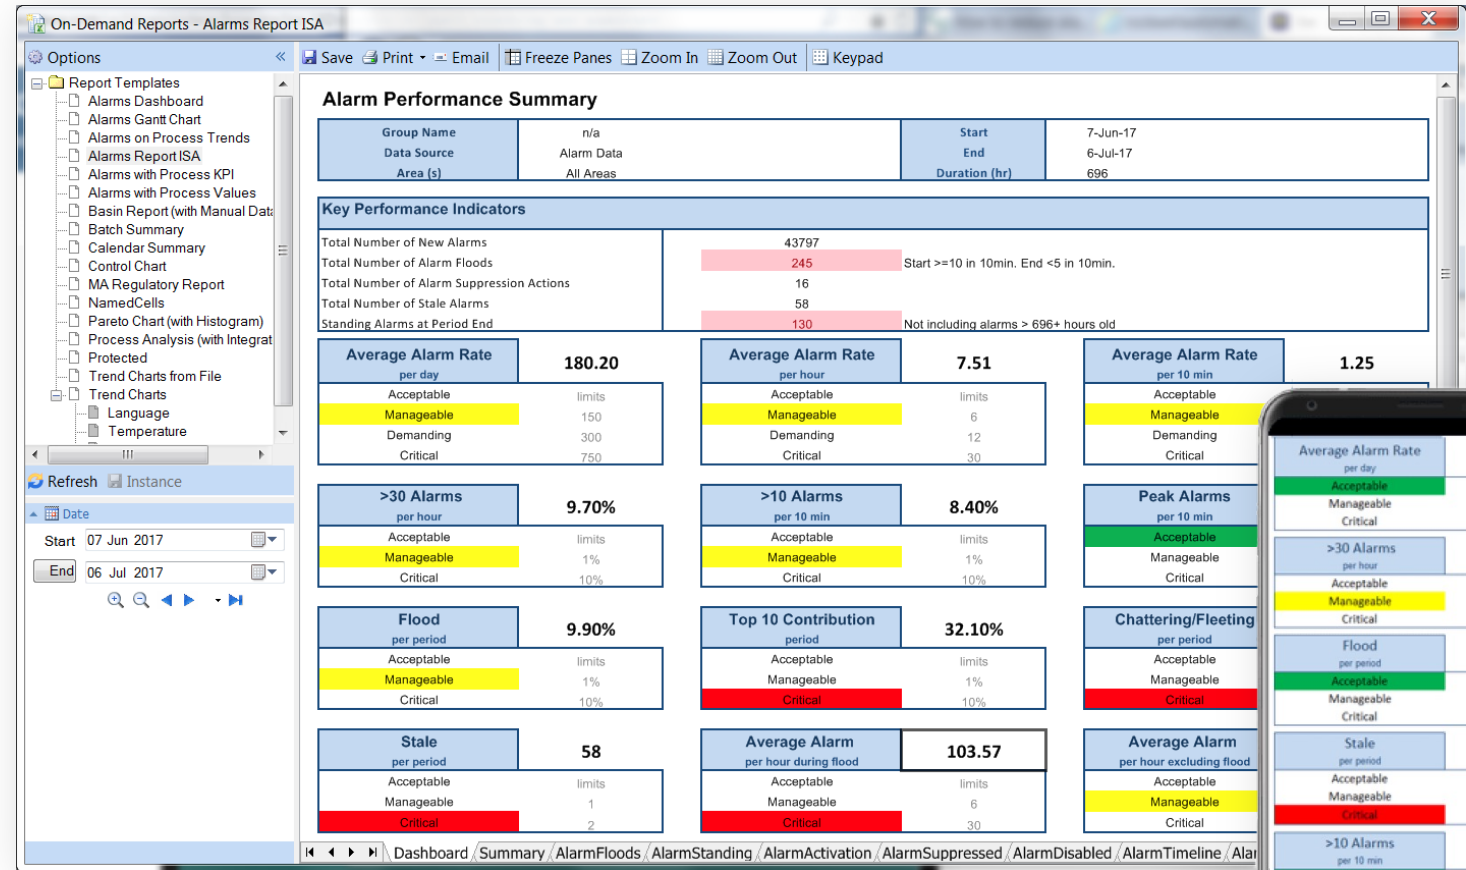 On-Demand Reports - Alarms Report ISA
Options «
Save Print Email Freeze Panes Zoom In Zoom Out Keypad
Report Templates
Alarms Dashboard
Alarms Gantt Chart
Alarms on Process Trends
Alarms Report ISA
Alarms with Process KPI
Alarms with Process Values
Basin Report (with Manual Data
Batch Summary
Calendar Summary
Control Chart
MA Regulatory Report
NamedCells
Pareto Chart (with Histogram)
Process Analysis (with Integrat
Protected
Trend Charts from File
Trend Charts
Language
Temperature
Refresh Instance
Date
Start 07 Jun 2017
End 06 Jul 2017
Alarm Performance Summary
Group Name n/a Start 7-Jun-17
Data Source Alarm Data End 6-Jul-17
Area (s) All Areas Duration (hr) 696
Key Performance Indicators
Total Number of New Alarms 43797
Total Number of Alarm Floods 245 Start >=10 in 10min. End <5 in 10min.
Total Number of Alarm Suppression Actions 16
Total Number of Stale Alarms 58
Standing Alarms at Period End 130 Not including alarms > 696+ hours old
Average Alarm Rate 180.20 Average Alarm Rate 7.51 Average Alarm Rate 1.25
per day per hour per 10 min
Acceptable limits Acceptable limits Acceptable
Manageable 150 Manageable 6 Manageable
Demanding 300 Demanding 12 Demanding
Critical 750 Critical 30 Critical
>30 Alarms 9.70% >10 Alarms 8.40% Peak Alarms
per hour per 10 min per 10 min
Acceptable limits Acceptable limits Acceptable
Manageable 1% Manageable 1% Manageable
Critical 10% Critical 10% Critical
Flood 9.90% Top 10 Contribution 32.10% Chattering/Fleeting
per period period per period
Acceptable limits Acceptable limits Acceptable
Manageable 1% Manageable 1% Manageable
Critical 10% Critical 10% Critical
Stale 58 Average Alarm 103.57 Average Alarm
per period per hour during flood per hour excluding flood
Acceptable limits Acceptable limits Acceptable
Manageable 1 Manageable 6 Manageable
Critical 2 Critical 30 Critical
Dashboard Summary AlarmFloods AlarmStanding AlarmActivation AlarmSuppressed AlarmDisabled AlarmTimeline Alar
Average Alarm Rate
per day
Acceptable
Manageable
Critical
>30 Alarms
per hour
Acceptable
Manageable
Critical
Flood
per period
Acceptable
Manageable
Critical
Stale
per period
Acceptable
Manageable
Critical
>10 Alarms
per 10 min